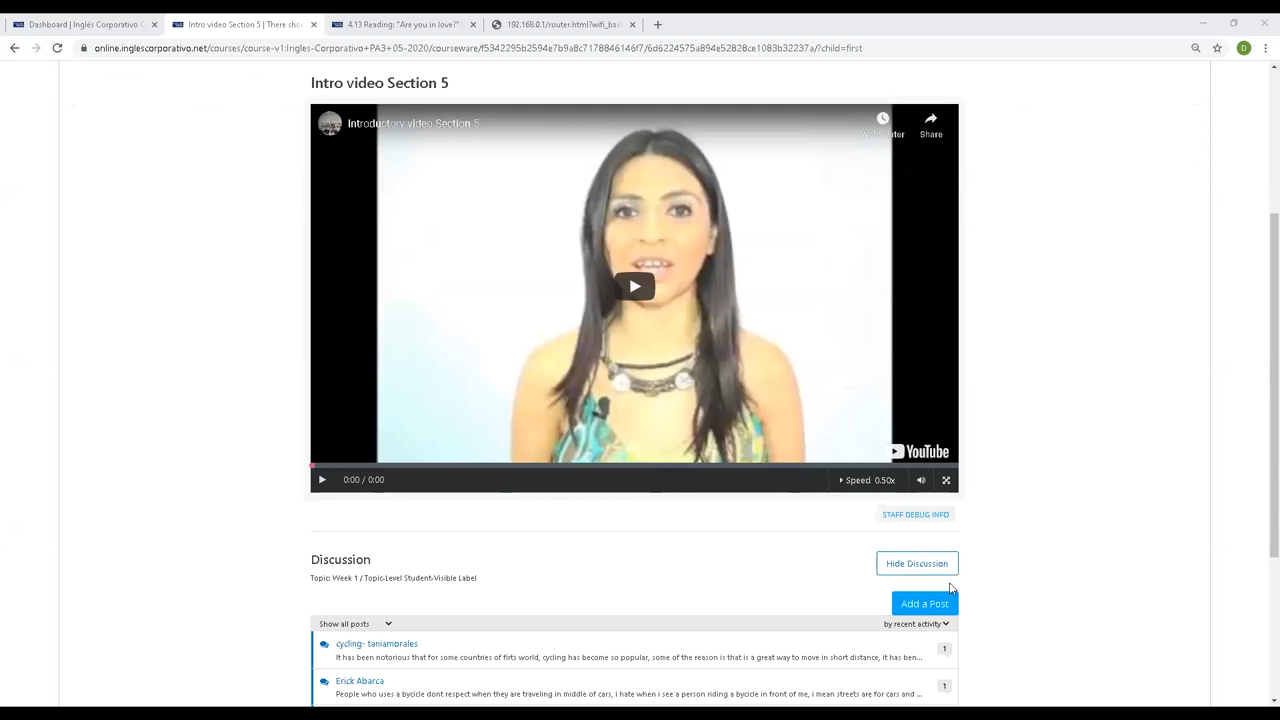 Dashboard | Inglés Corporativo O
Intro video Section 5 | There shou
4.13 Reading: "Are you in love?" |
192.168.0.1/router.html?wifi_bas
online.inglescorporativo.net/courses/course-v1:Ingles-Corporativo+PA3+05-2020/courseware/f5342295b2594e7b9a8c7178846146f7/6d6224575a894e52828ce1083b32237a/?child=first
D
Intro video Section 5
Introductory video Section 5
Watch later
Share
YouTube
0:00 / 0:00
Speed 0.50x
STAFF DEBUG INFO
Discussion
Hide Discussion
Topic: Week 1 / Topic-Level Student-Visible Label
Add a Post
Show all posts
by recent activity
cycling- taniamorales
It has been notorious that for some countries of firts world, cycling has become so popular, some of the reason is that is a great way to move in short distance, it has ben...
1
Erick Abarca
People who uses a bycicle dont respect when they are traveling in middle of cars, i hate when i see a person riding a bycicle in front of me, i mean streets are for cars and ...
1